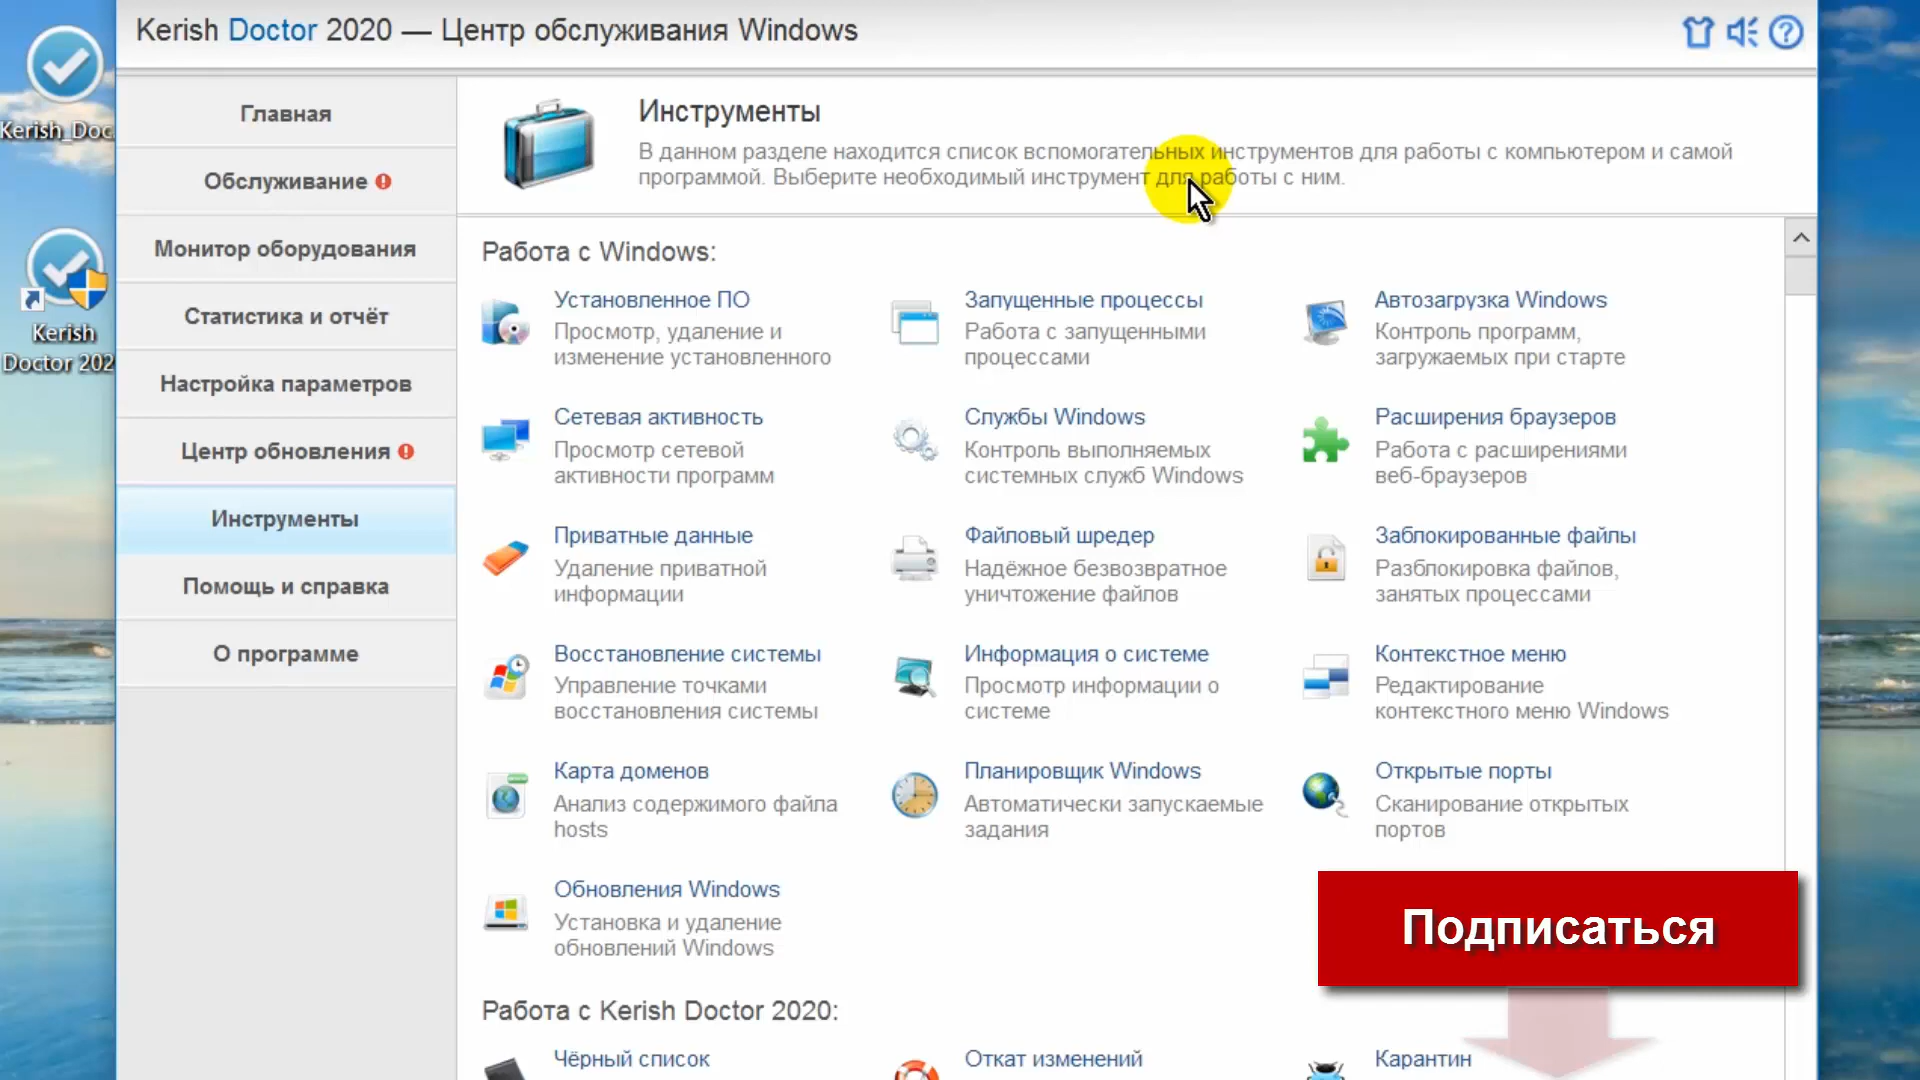 Kerish Doctor 2020 — Центр обслуживания Windows
Kerish_Doc
Kerish
Doctor 202
Главная
Обслуживание
Монитор оборудования
Статистика и отчёт
Настройка параметров
Центр обновления
Инструменты
Помощь и справка
О программе
Инструменты
В данном разделе находится список вспомогательных инструментов для работы с компьютером и самой
программой. Выберите необходимый инструмент для работы с ним.
Работа с Windows:
Установленное ПО
Просмотр, удаление и
изменение установленного
Запущенные процессы
Работа с запущенными
процессами
Автозагрузка Windows
Контроль программ,
загружаемых при старте
Сетевая активность
Просмотр сетевой
активности программ
Службы Windows
Контроль выполняемых
системных служб Windows
Расширения браузеров
Работа с расширениями
веб-браузеров
Приватные данные
Удаление приватной
информации
Файловый шредер
Надёжное безвозвратное
уничтожение файлов
Заблокированные файлы
Разблокировка файлов,
занятых процессами
Восстановление системы
Управление точками
восстановления системы
Информация о системе
Просмотр информации о
системе
Контекстное меню
Редактирование
контекстного меню Windows
Карта доменов
Анализ содержимого файла
hosts
Планировщик Windows
Автоматически запускаемые
задания
Открытые порты
Сканирование открытых
портов
Обновления Windows
Установка и удаление
обновлений Windows
Подписаться
Работа с Kerish Doctor 2020:
Чёрный список
Откат изменений
Карантин